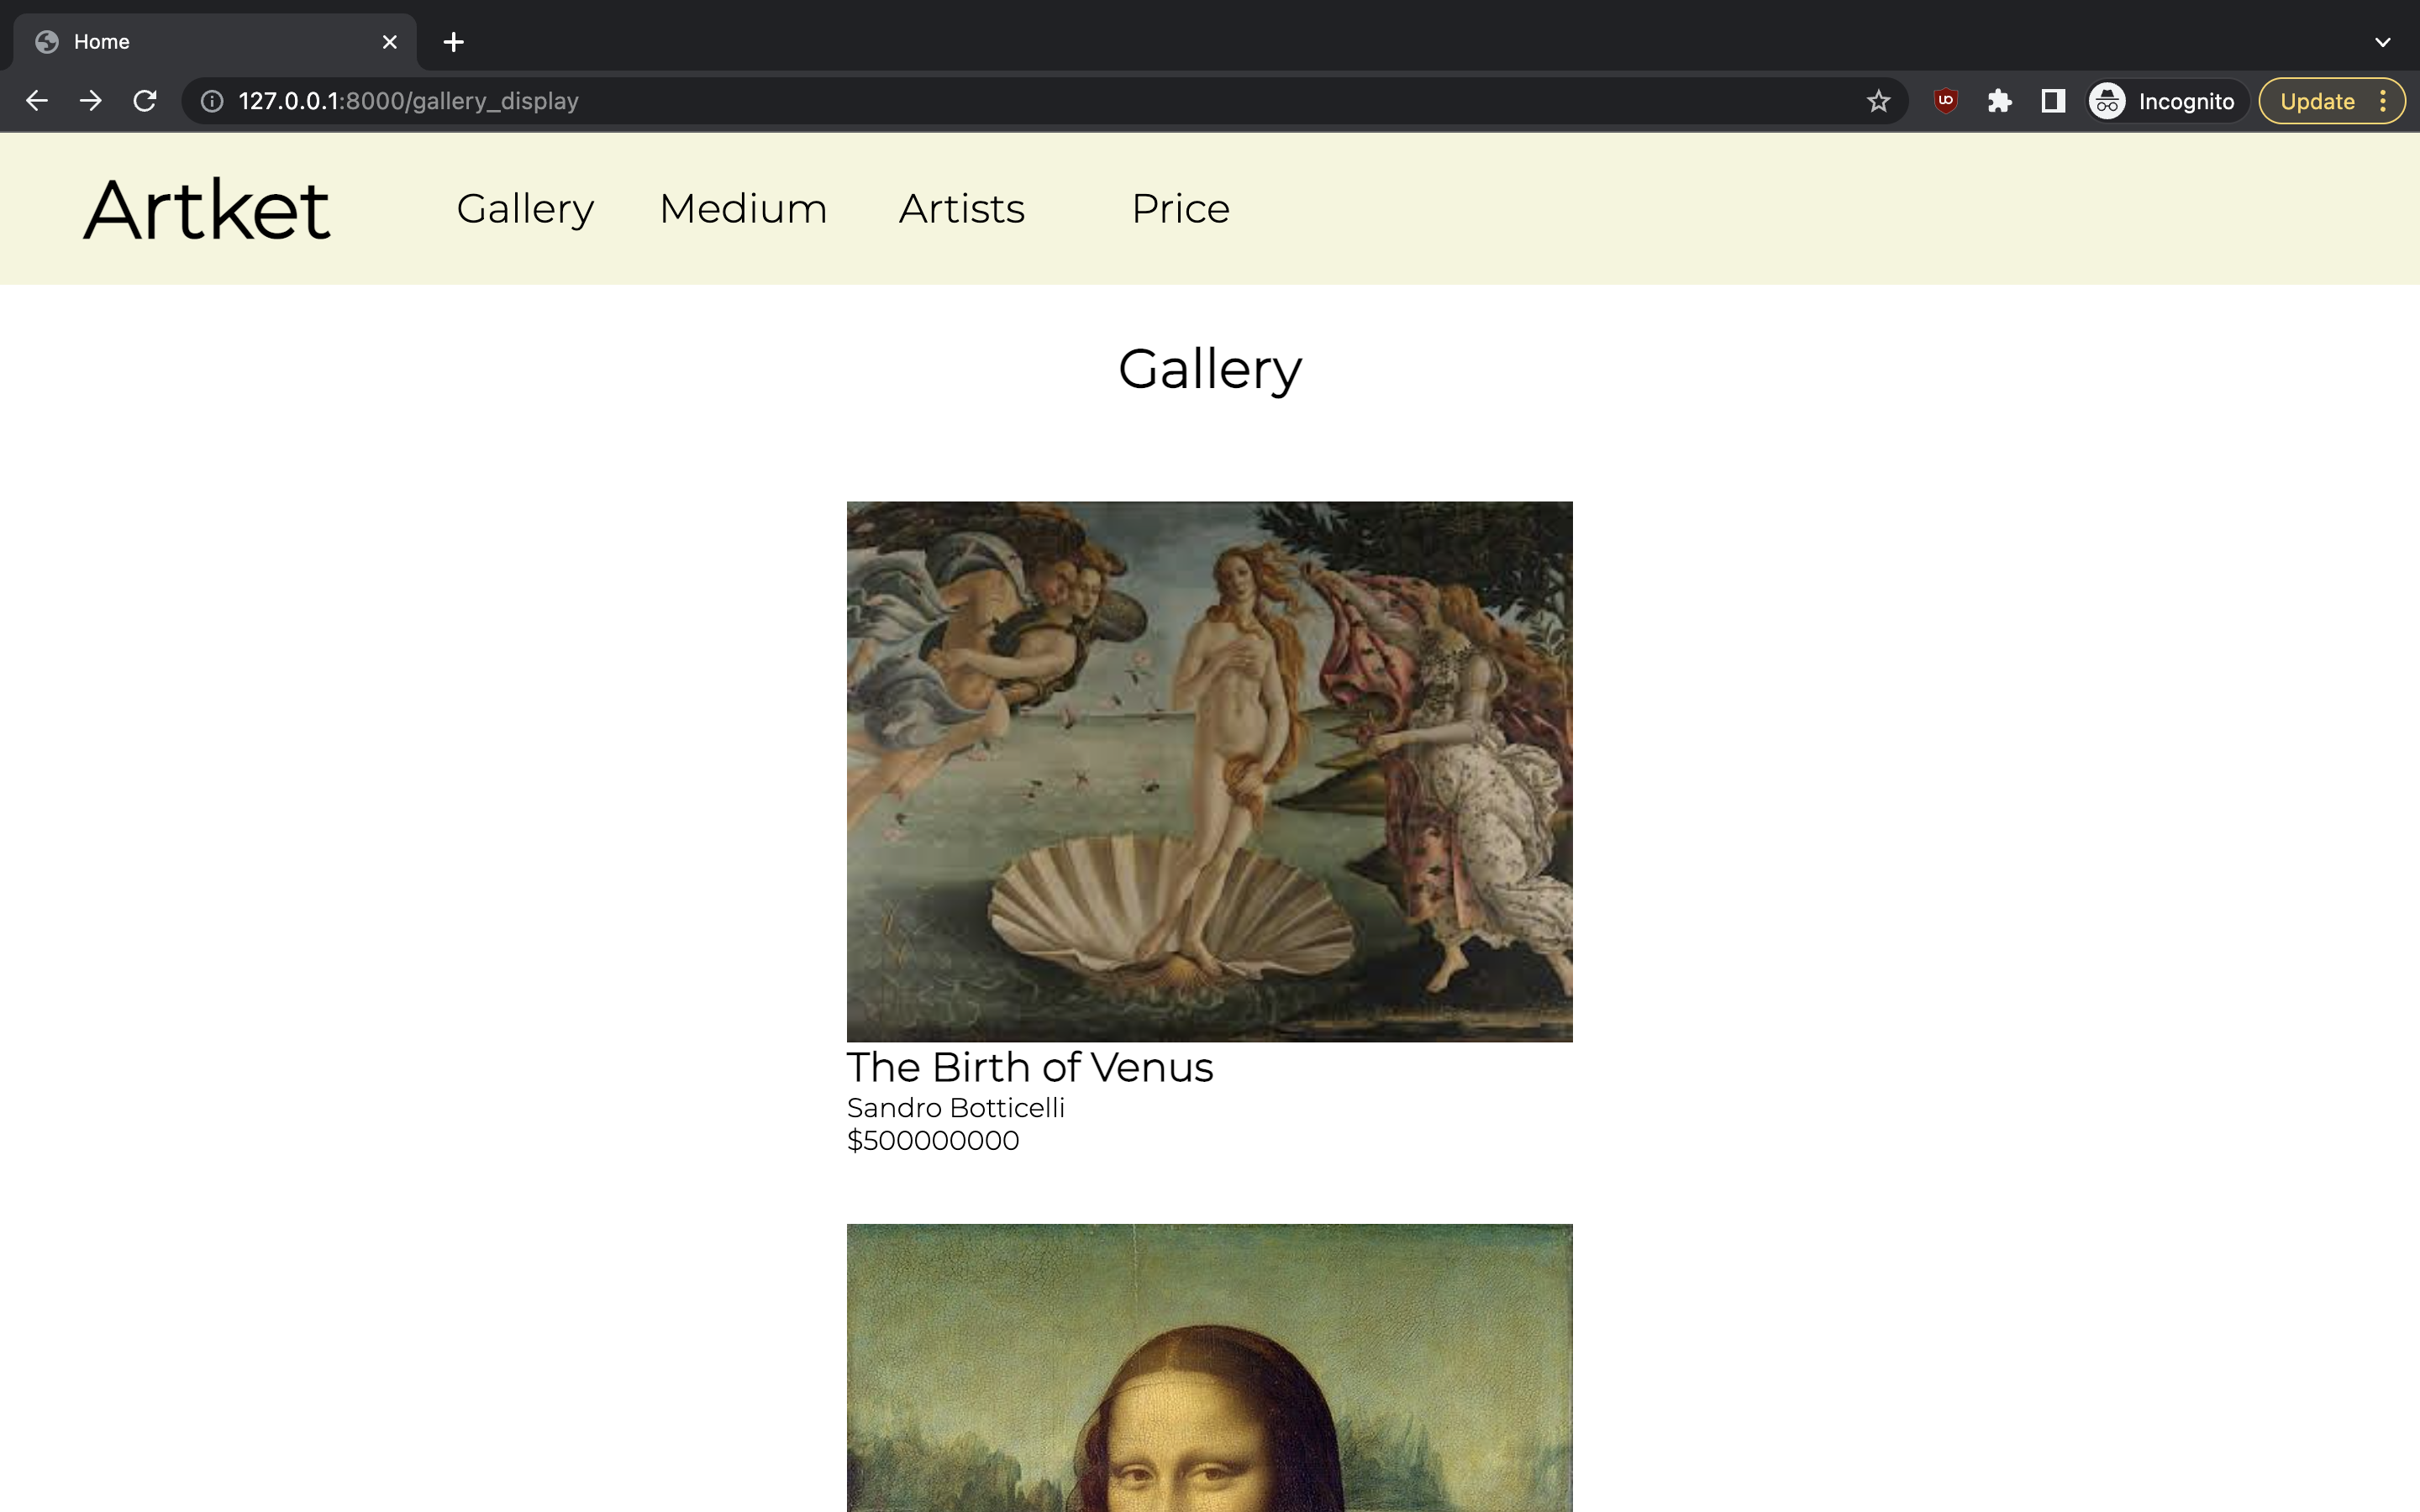 Home
127.0.0.1:8000/gallery_display
Incognito
Update
Artket
Gallery
Medium
Artists
Price
Gallery
The Birth of Venus
Sandro Botticelli
$500000000